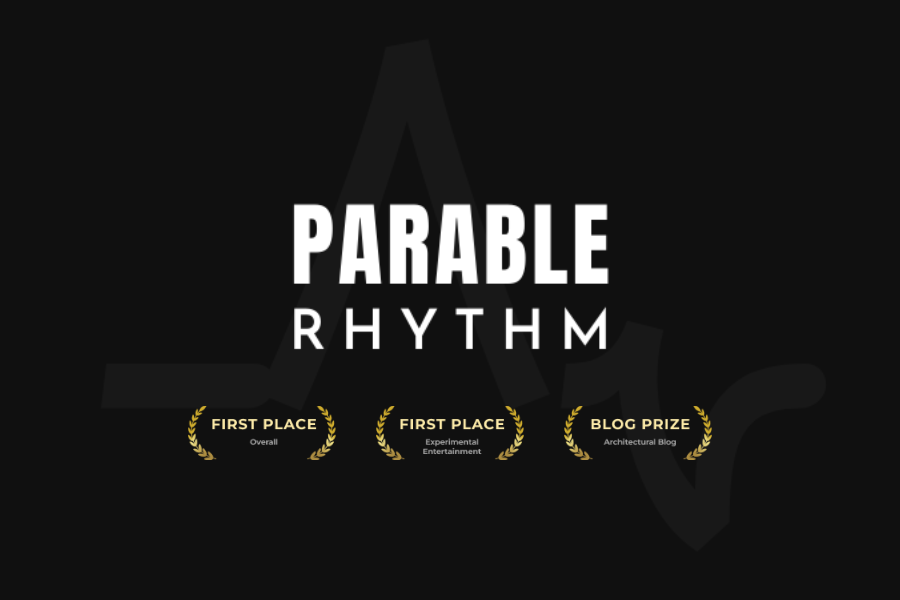 PARABLE
RHYTHM
FIRST PLACE
Overall
FIRST PLACE
Experimental
Entertainment
BLOG PRIZE
Architectural Blog